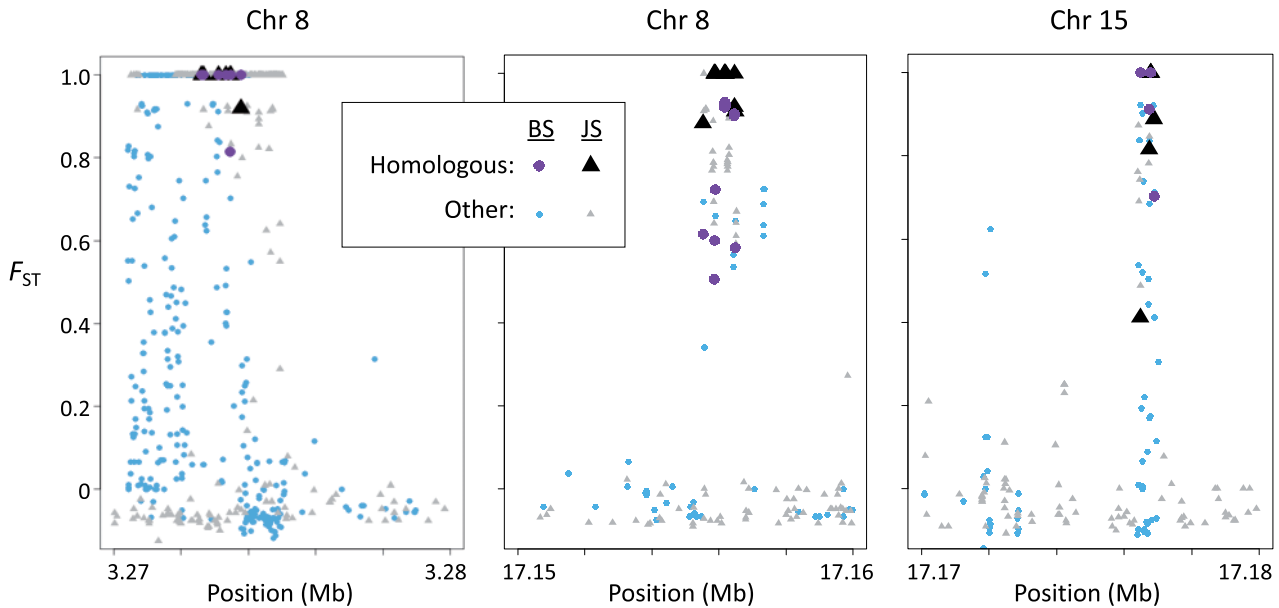 Chr 8 Chr 8 Chr 15
1.0
BS JS
Homologous:
0.8
Other:
0.6
FST
0.4
0.2
0
3.27 3.28 17.15 17.16 17.17 17.18
Position (Mb) Position (Mb) Position (Mb)